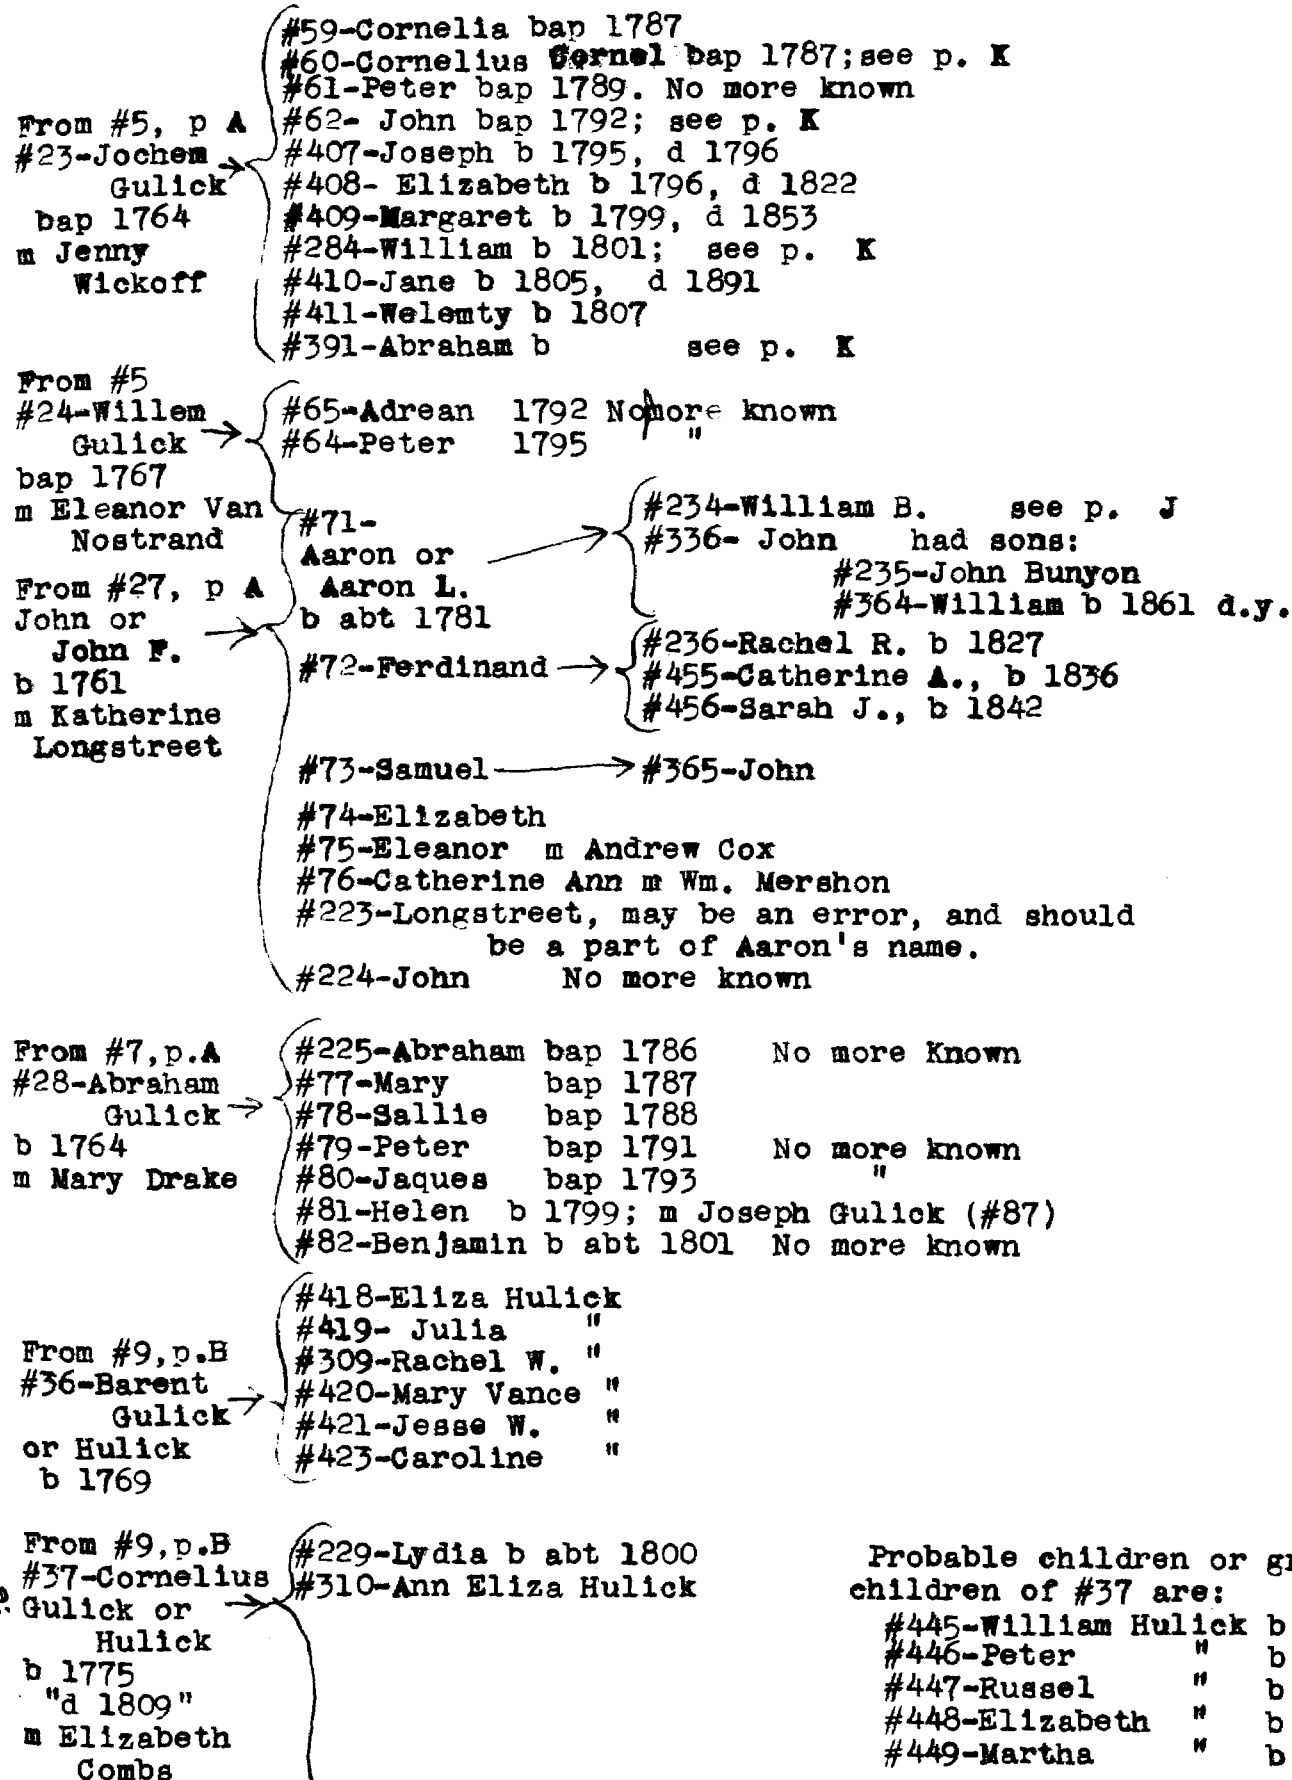 #59-Cornelia bap 1787
#60-Cornelius Cornel bap 1787; see p. K
#61-Peter bap 1789. No more known
#62- John bap 1792; see p. K
#407-Joseph b 1795, d 1796
#408- Elizabeth b 1796, d 1822
#409-Margaret b 1799, d 1853
#284-William b 1801; see p. K
#410-Jane b 1805, d 1891
#411-Welemty b 1807
#391-Abraham b see p. K
From #5, p A
#23-Jochem
Gulick
bap 1764
m Jenny
Wickoff
From #5
#24-Willem
Gulick
bap 1767
m Eleanor Van
Nostrand
#65-Adrean 1792 No more known
#64-Peter 1795 "
From #27, p A
John or
John F.
b 1761
m Katherine
Longstreet
#71-
Aaron or
Aaron L.
b abt 1781
#234-William B. see p. J
#336- John had sons:
#235-John Bunyon
#364-William b 1861 d.y.
#72-Ferdinand
#236-Rachel R. b 1827
#455-Catherine A., b 1836
#456-Sarah J., b 1842
#73-Samuel #365-John
#74-Elizabeth
#75-Eleanor m Andrew Cox
#76-Catherine Ann m Wm. Mershon
#223-Longstreet, may be an error, and should
be a part of Aaron's name.
#224-John No more known
From #7,p.A
#28-Abraham
Gulick
b 1764
m Mary Drake
#225-Abraham bap 1786 No more Known
#77-Mary bap 1787
#78-Sallie bap 1788
#79-Peter bap 1791 No more known
#80-Jaques bap 1793 "
#81-Helen b 1799; m Joseph Gulick (#87)
#82-Benjamin b abt 1801 No more known
From #9,p.B
#36-Barent
Gulick
or Hulick
b 1769
#418-Eliza Hulick
#419- Julia "
#309-Rachel W. "
#420-Mary Vance "
#421-Jesse W. "
#423-Caroline "
From #9,p.B
#37-Cornelius
Gulick or
Hulick
b 1775
"d 1809"
m Elizabeth
Combs
#229-Lydia b abt 1800
#310-Ann Eliza Hulick
Probable children or gr
children of #37 are:
#445-William Hulick b
#446-Peter " b
#447-Russel " b
#448-Elizabeth " b
#449-Martha " b